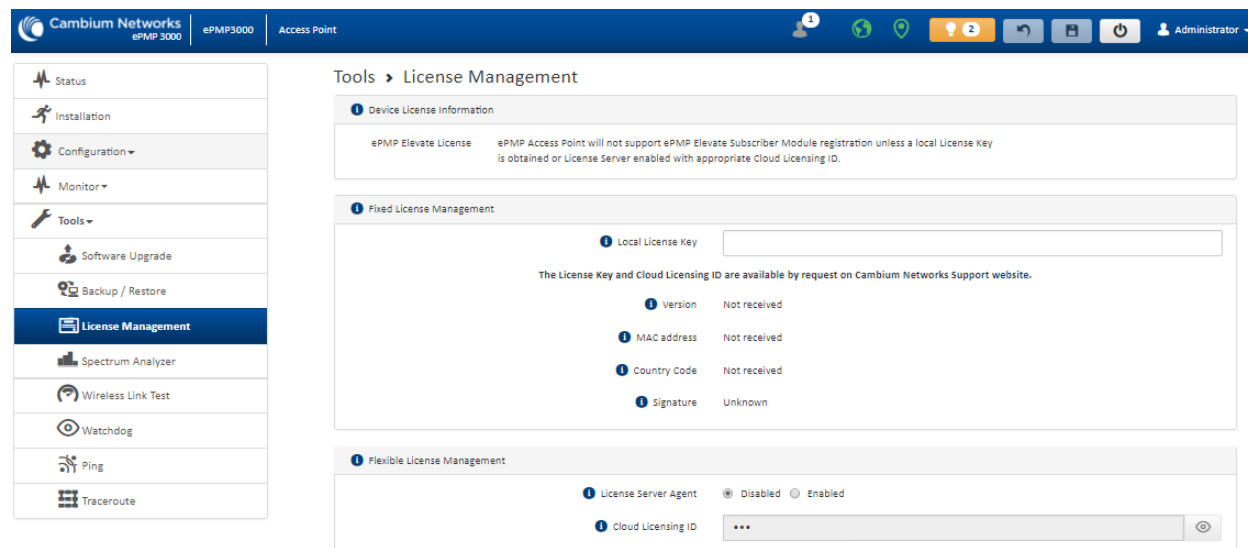 Cambium Networks
ePMP 3000
ePMP3000
Access Point
1
2
Administrator
Status
Installation
Configuration
Monitor
Tools
Software Upgrade
Backup / Restore
License Management
Spectrum Analyzer
Wireless Link Test
Watchdog
Ping
Traceroute
Tools > License Management
Device License Information
ePMP Elevate License
ePMP Access Point will not support ePMP Elevate Subscriber Module registration unless a local License Key
is obtained or License Server enabled with appropriate Cloud Licensing ID.
Fixed License Management
Local License Key
The License Key and Cloud Licensing ID are available by request on Cambium Networks Support website.
Version Not received
MAC address Not received
Country Code Not received
Signature Unknown
Flexible License Management
License Server Agent Disabled Enabled
Cloud Licensing ID •••